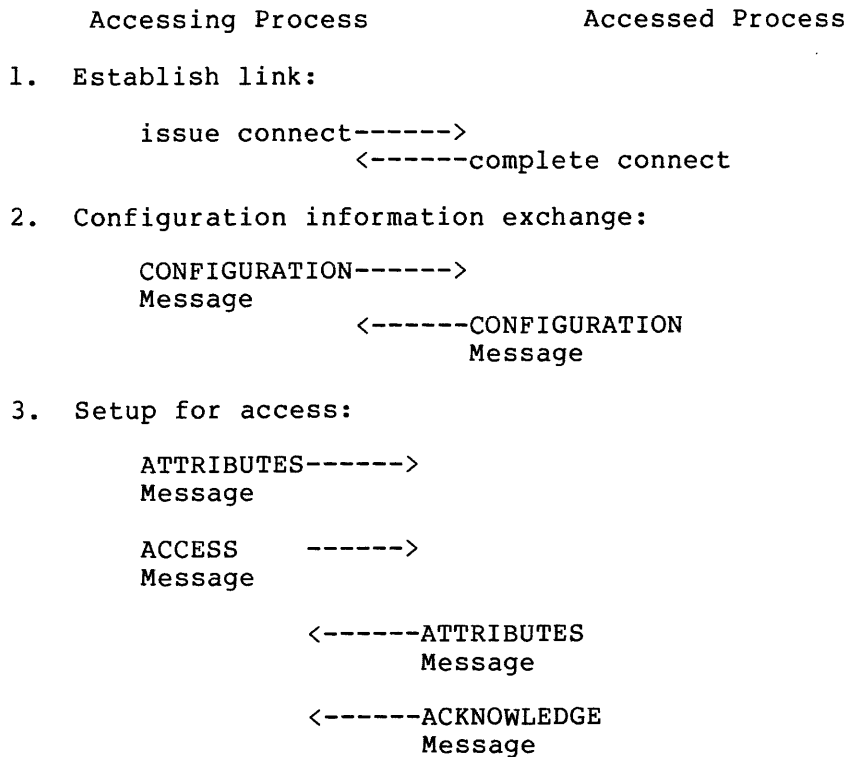 Accessing Process Accessed Process
1. Establish link:
issue connect------>
<------complete connect
2. Configuration information exchange:
CONFIGURATION------>
Message
<------CONFIGURATION
Message
3. Setup for access:
ATTRIBUTES------>
Message
ACCESS ------>
Message
<------ATTRIBUTES
Message
<------ACKNOWLEDGE
Message